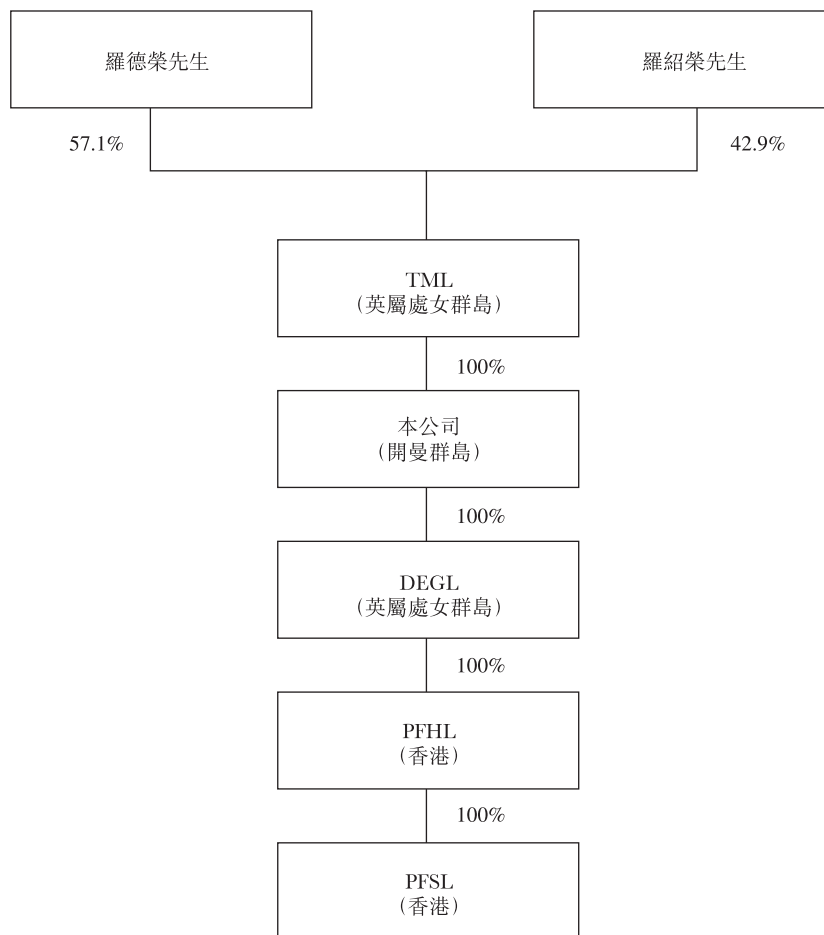 羅德榮先生
羅紹榮先生
57.1%
42.9%
TML
(英屬處女群島)
100%
本公司
(開曼群島)
100%
DEGL
(英屬處女群島)
100%
PFHL
(香港)
100%
PFSL
(香港)